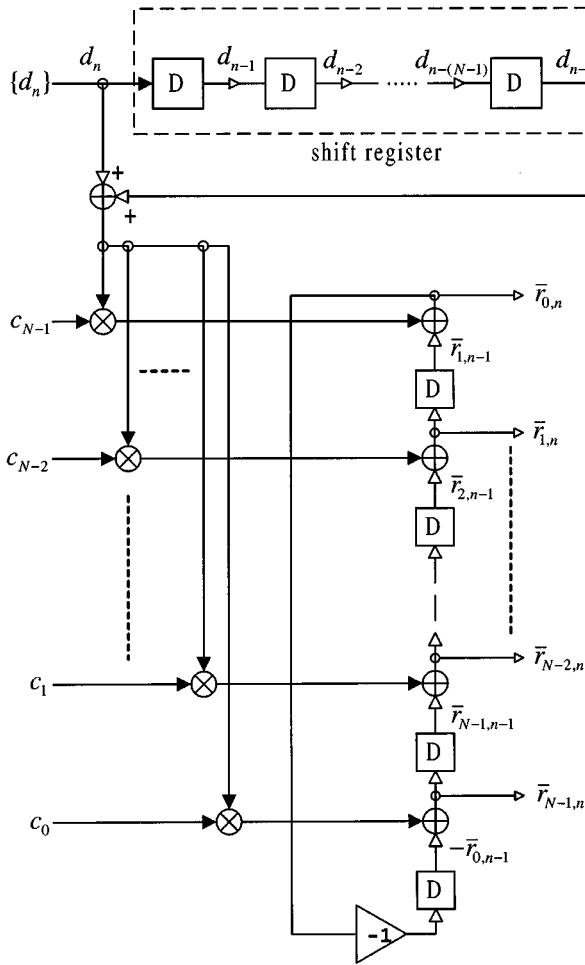 {d_n} d_n D d_{n-1} D d_{n-2} ..... d_{n-(N-1)} D d_{n-
shift register
+
+
r̄_{0,n}
c_{N-1}
r̄_{1,n-1}
D
r̄_{1,n}
c_{N-2}
r̄_{2,n-1}
D
r̄_{N-2,n}
c_1
r̄_{N-1,n-1}
D
r̄_{N-1,n}
c_0
-r̄_{0,n-1}
D
-1